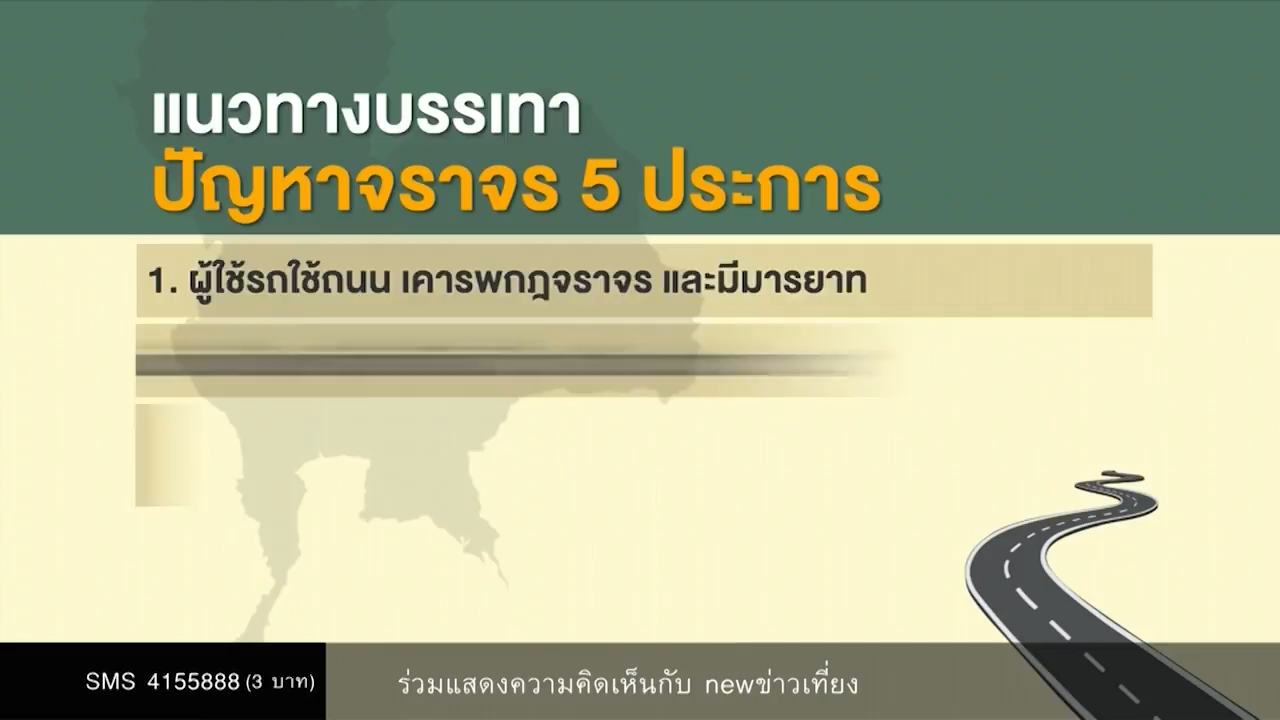 แนวทางบรรเทา
ปัญหาจราจร 5 ประการ
1. ผู้ใช้รถใช้ถนน เคารพกฎจราจร และมีมารยาท
SMS 4155888 (3 บาท)
ร่วมแสดงความคิดเห็นกับ newข่าวเที่ยง